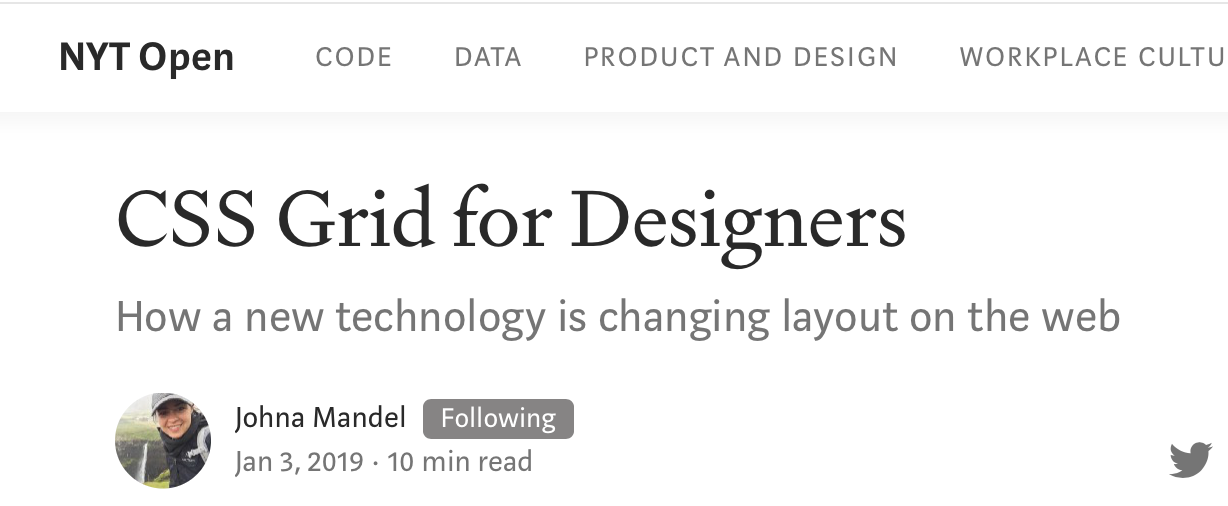 NYT Open CODE DATA PRODUCT AND DESIGN WORKPLACE CULTU
CSS Grid for Designers
How a new technology is changing layout on the web
Johna Mandel Following
Jan 3, 2019 · 10 min read